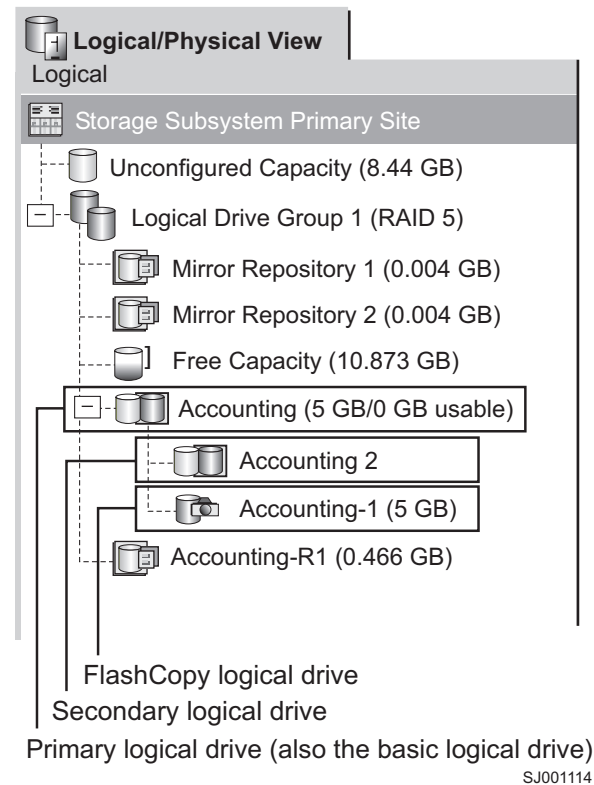 Logical/Physical View
Logical
Storage Subsystem Primary Site
Unconfigured Capacity (8.44 GB)
Logical Drive Group 1 (RAID 5)
Mirror Repository 1 (0.004 GB)
Mirror Repository 2 (0.004 GB)
Free Capacity (10.873 GB)
Accounting (5 GB/0 GB usable)
Accounting 2
Accounting-1 (5 GB)
Accounting-R1 (0.466 GB)
FlashCopy logical drive
Secondary logical drive
Primary logical drive (also the basic logical drive)
SJ001114